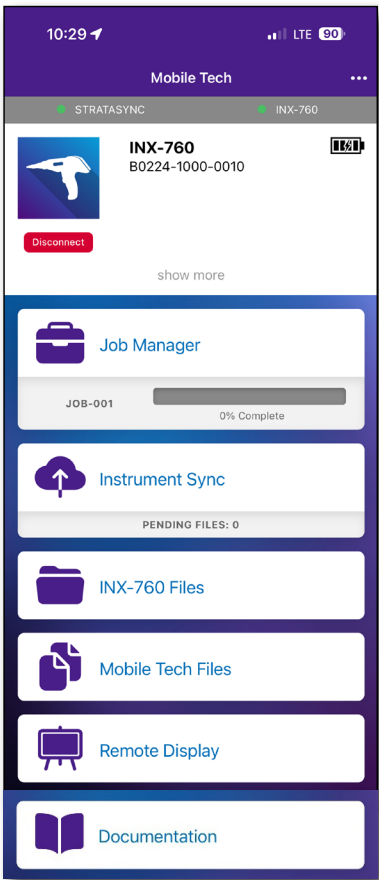 10:29
LTE 90
Mobile Tech
STRATASYNC
INX-760
INX-760
B0224-1000-0010
Disconnect
show more
Job Manager
JOB-001
0% Complete
Instrument Sync
PENDING FILES: 0
INX-760 Files
Mobile Tech Files
Remote Display
Documentation